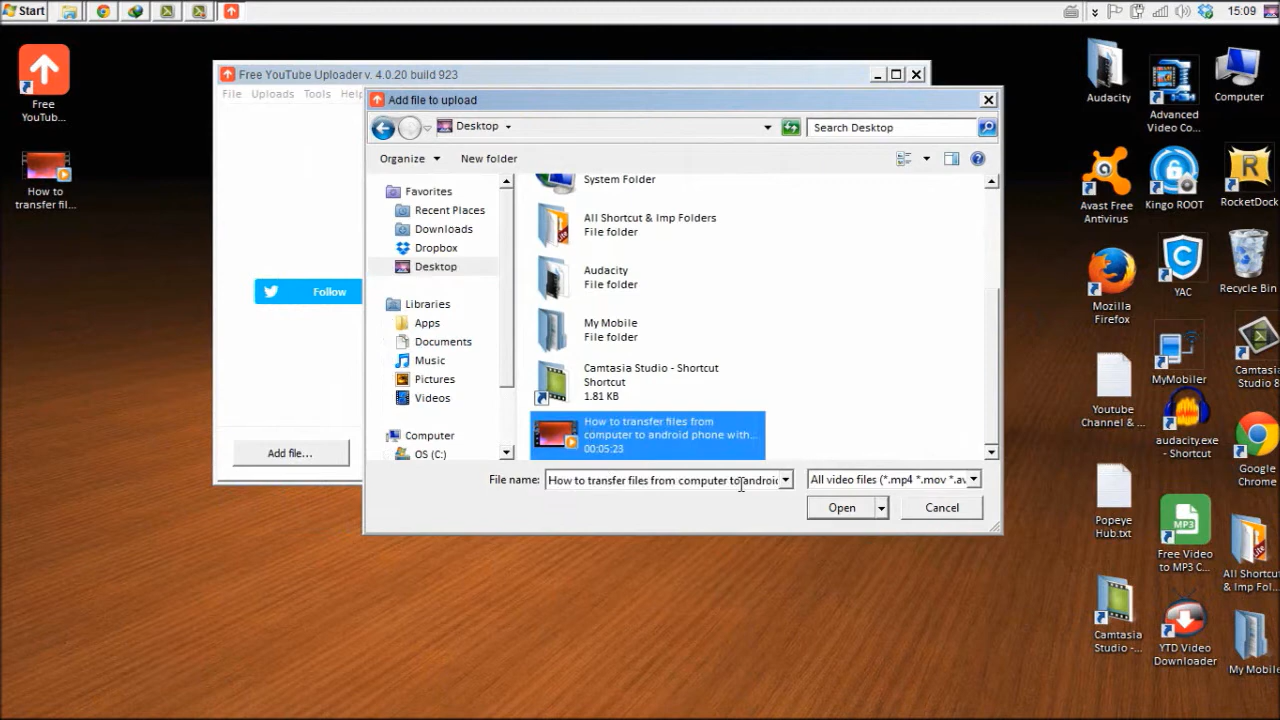 Start
15:09
Free
YouTub...
How to
transfer fil...
Free YouTube Uploader v. 4.0.20 build 923
File Uploads Tools Help
Follow
Add file...
Add file to upload
Desktop
Search Desktop
Organize
New folder
Favorites
Recent Places
Downloads
Dropbox
Desktop
Libraries
Apps
Documents
Music
Pictures
Videos
Computer
OS (C:)
System Folder
All Shortcut & Imp Folders
File folder
Audacity
File folder
My Mobile
File folder
Camtasia Studio - Shortcut
Shortcut
1.81 KB
How to transfer files from
computer to android phone with...
00:05:23
File name:
How to transfer files from computer to android
All video files (*.mp4 *.mov *.av
Open
Cancel
Audacity
Advanced
Video Co...
Computer
Avast Free
Antivirus
Kingo ROOT
RocketDock
Mozilla
Firefox
YAC
Recycle Bin
Youtube
Channel & ...
MyMobiler
Camtasia
Studio 8
audacity.exe
- Shortcut
Google
Chrome
Popeye
Hub.txt
MP3
Free Video
to MP3 C...
All Shortcut
& Imp Fol...
Camtasia
Studio -...
YTD Video
Downloader
My Mobile